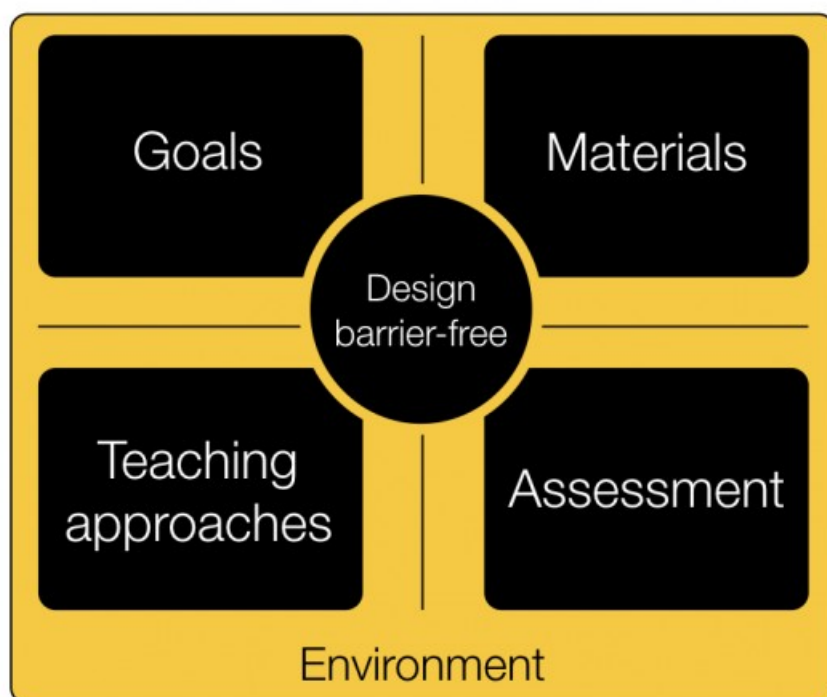 Goals
Materials
Design
barrier-free
Teaching
approaches
Assessment
Environment